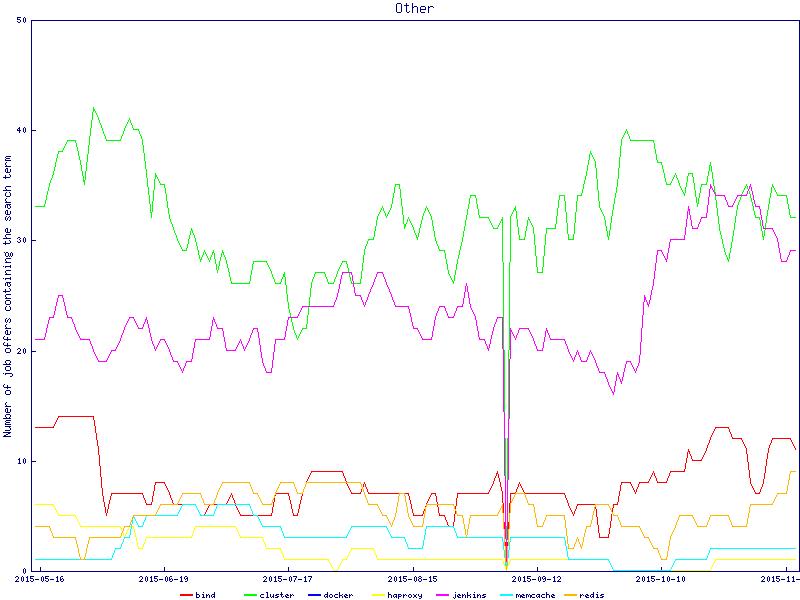 Other
Number of job offers containing the search term
50
40
30
20
10
0
2015-05-16 2015-06-19 2015-07-17 2015-08-15 2015-09-12 2015-10-10 2015-11-
bind cluster docker haproxy jenkins memcache redis